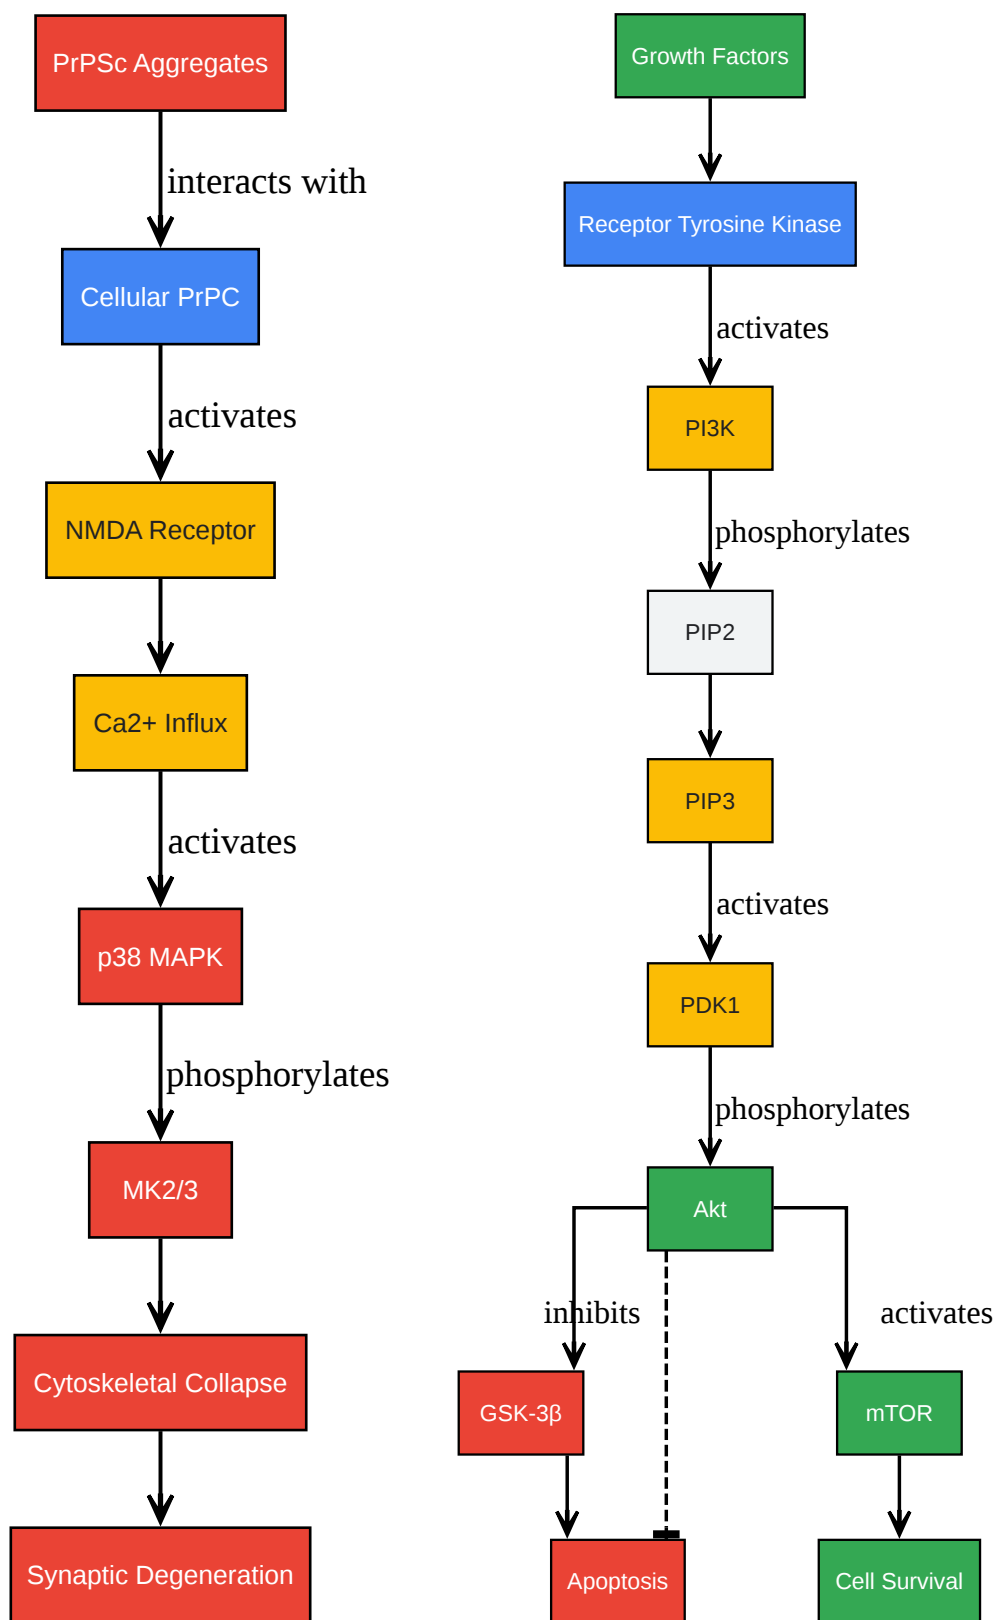 PrPSc Aggregates
interacts with
Cellular PrPC
activates
NMDA Receptor
Ca2+ Influx
activates
p38 MAPK
phosphorylates
MK2/3
Cytoskeletal Collapse
Synaptic Degeneration
Growth Factors
Receptor Tyrosine Kinase
activates
PI3K
phosphorylates
PIP2
PIP3
activates
PDK1
phosphorylates
Akt
inhibits
activates
GSK-3β
mTOR
Apoptosis
Cell Survival